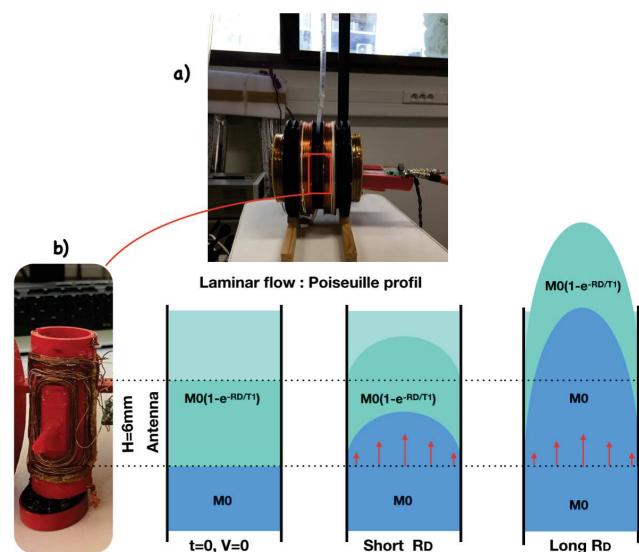 a)
b)
Laminar flow : Poiseuille profil
M0(1-e-RD/T1)
M0(1-e-RD/T1)
M0(1-e-RD/T1)
H=6mm
Antenna
M0
M0
M0
M0
t=0, V=0
Short RD
Long RD